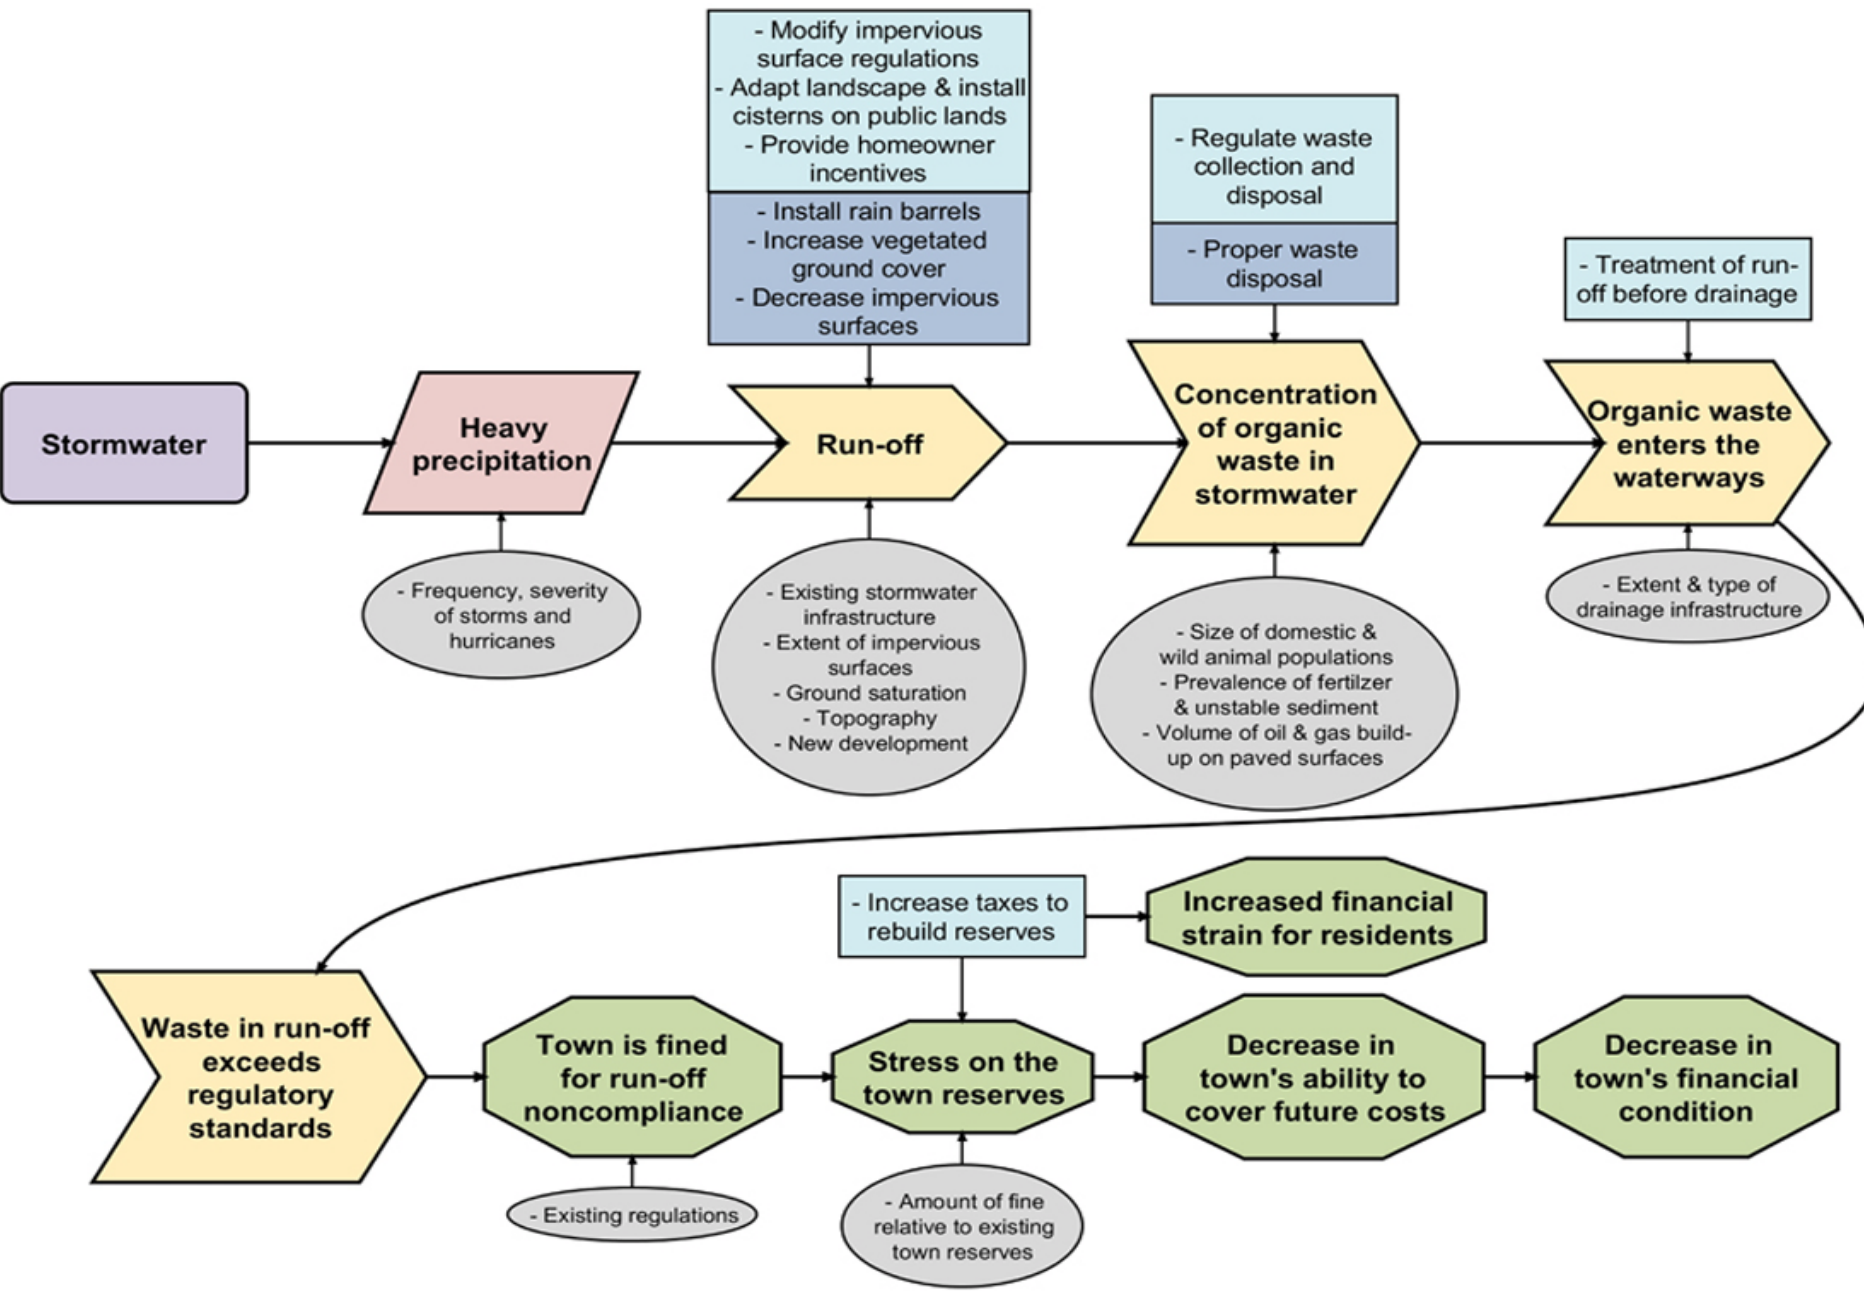 - Modify impervious
surface regulations
- Adapt landscape & install
cisterns on public lands
- Provide homeowner
incentives
- Install rain barrels
- Increase vegetated
ground cover
- Decrease impervious
surfaces
- Regulate waste
collection and
disposal
- Proper waste
disposal
- Treatment of run-
off before drainage
Stormwater
Heavy
precipitation
Run-off
Concentration
of organic
waste in
stormwater
Organic waste
enters the
waterways
- Frequency, severity
of storms and
hurricanes
- Existing stormwater
infrastructure
- Extent of impervious
surfaces
- Ground saturation
- Topography
- New development
- Size of domestic &
wild animal populations
- Prevalence of fertilzer
& unstable sediment
- Volume of oil & gas build-
up on paved surfaces
- Extent & type of
drainage infrastructure
- Increase taxes to
rebuild reserves
Increased financial
strain for residents
Waste in run-off
exceeds
regulatory
standards
Town is fined
for run-off
noncompliance
Stress on the
town reserves
Decrease in
town's ability to
cover future costs
Decrease in
town's financial
condition
- Existing regulations
- Amount of fine
relative to existing
town reserves